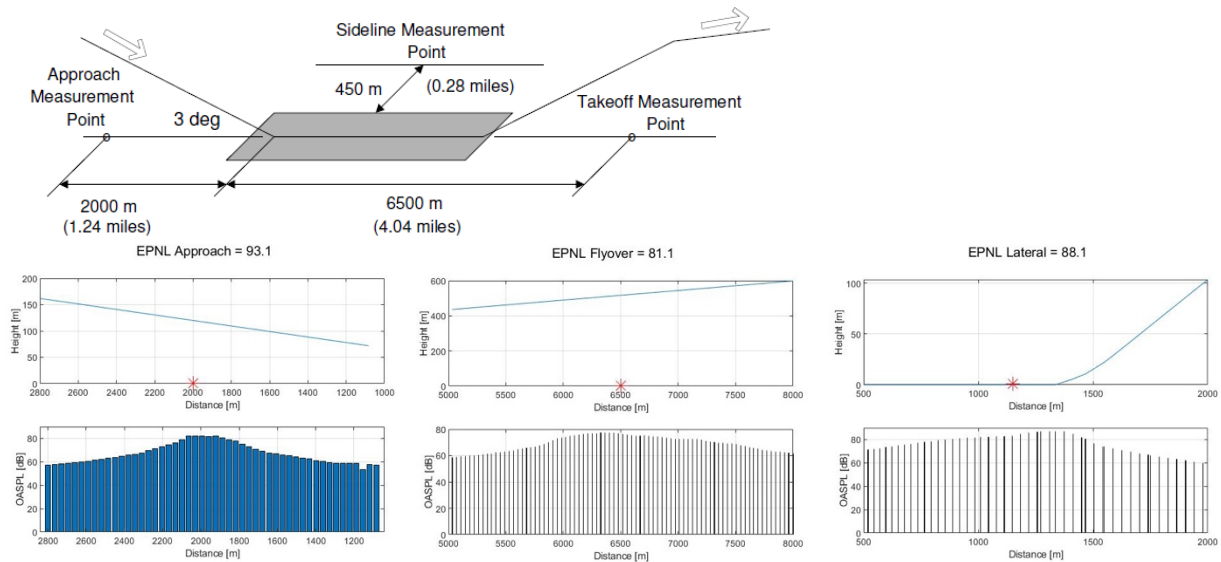 Sideline Measurement
Point
Approach
Measurement
Point
450 m
(0.28 miles)
Takeoff Measurement
Point
3 deg
2000 m
(1.24 miles)
6500 m
(4.04 miles)
EPNL Approach = 93.1
200
150
100
50
0
Height [m]
2800 2600 2400 2200 2000 1800 1600 1400 1200 1000
Distance [m]
80
60
40
20
0
OASPL [dB]
2800 2600 2400 2200 2000 1800 1600 1400 1200
Distance [m]
EPNL Flyover = 81.1
600
400
200
0
Height [m]
5000 5500 6000 6500 7000 7500 8000
Distance [m]
80
60
40
20
0
OASPL [dB]
5000 5500 6000 6500 7000 7500 8000
Distance [m]
EPNL Lateral = 88.1
100
50
0
Height [m]
500 1000 1500 2000
Distance [m]
80
60
40
20
0
OASPL [dB]
500 1000 1500 2000
Distance [m]